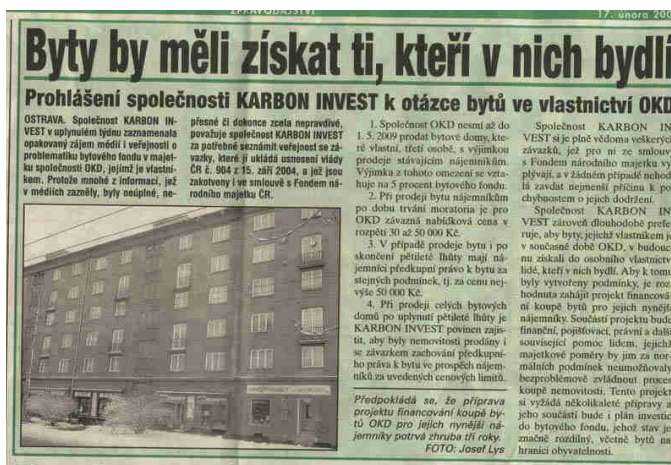 ZPRAVODAJSTVÍ
17. února 200
Byty by měli získat ti, kteří v nich bydlí
Prohlášení společnosti KARBON INVEST k otázce bytů ve vlastnictví OKD
OSTRAVA. Společnost KARBON IN-
VEST v uplynulém týdnu zaznamenala
opakovaný zájem médií i veřejnosti o
problematiku bytového fondu v majet-
ku společnosti OKD, jejímž je vlastní-
kem. Protože mnohé z informací, jež
v médiích zazněly, byly neúplné, ne-
přesné či dokonce zcela nepravdivé,
považuje společnost KARBON INVEST
za potřebné seznámit veřejnost se zá-
vazky, které jí ukládá usnesení vlády
ČR č. 904 z 15. září 2004, a jež jsou
zakotveny i ve smlouvě s Fondem ná-
rodního majetku ČR.
1. Společnost OKD nesmí až do
1. 5. 2009 prodat bytové domy, kte-
ré vlastní, třetí osobě, s výjimkou
prodeje stávajícím nájemníkům.
Výjimka z tohoto omezení se vzta-
huje na 5 procent bytového fondu.
2. Při prodeji bytu nájemníkům
po dobu trvání moratoria je pro
OKD závazná nabídková cena v
rozpětí 30 až 50 000 Kč.
3. V případě prodeje bytu i po
skončení pětileté lhůty mají ná-
jemníci předkupní právo k bytu za
stejných podmínek, tj. za cenu nej-
výše 50 000 Kč.
4. Při prodeji celých bytových
domů po uplynutí pětileté lhůty je
KARBON INVEST povinen zajis-
tit, aby byly nemovitosti prodány i
se závazkem zachování předkupní-
ho práva k bytu ve prospěch nájem-
níků za uvedených cenových limitů.
Předpokládá se, že příprava
projektu financování koupě by-
tů OKD pro jejich nynější ná-
jemníky potrvá zhruba tři roky.
FOTO: Josef Lys
Společnost KARBON IN-
VEST si je plně vědoma veškerých
závazků, jež pro ni ze smlouvy
s Fondem národního majetku vy-
plývají, a v žádném případě nehod-
lá zavdat nejmenší příčinu k po-
chybnostem o jejich dodržení.
Společnost KARBON IN-
VEST zároveň dlouhodobě prefe-
ruje, aby byty, jejichž vlastníkem je
v současné době OKD, v budouc-
nu získali do osobního vlastnictví
lidé, kteří v nich bydlí. Aby k tomu
byly vytvořeny podmínky, je roz-
hodnuta zahájit projekt financová-
ní koupě bytů pro jejich nynější
nájemníky. Součástí projektu bude
finanční, pojišťovací, právní a další
související pomoc lidem, jejichž
majetkové poměry by jim za nor-
málních podmínek neumožňovaly
bezproblémově zvládnout proces
koupě nemovitosti. Tento projekt
si vyžádá několikaleté přípravy a
jeho součástí bude i plán investic
do bytového fondu, jehož stav je
značně rozdílný, včetně bytů na
hranici obyvatelnosti.